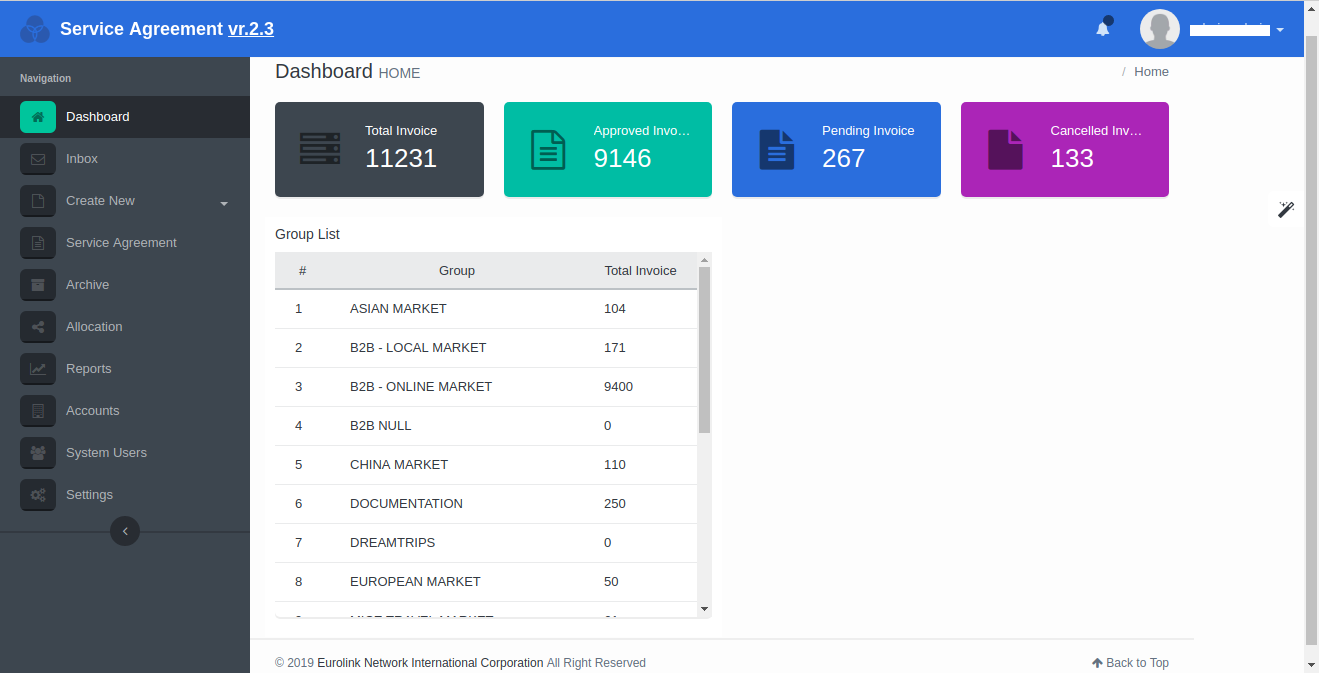 Service Agreement vr.2.3
Navigation
Dashboard
Inbox
Create New
Service Agreement
Archive
Allocation
Reports
Accounts
System Users
Settings
Dashboard HOME
/ Home
Total Invoice
11231
Approved Invo...
9146
Pending Invoice
267
Cancelled Inv...
133
Group List
# Group Total Invoice
1 ASIAN MARKET 104
2 B2B - LOCAL MARKET 171
3 B2B - ONLINE MARKET 9400
4 B2B NULL 0
5 CHINA MARKET 110
6 DOCUMENTATION 250
7 DREAMTRIPS 0
8 EUROPEAN MARKET 50
© 2019 Eurolink Network International Corporation All Right Reserved
Back to Top